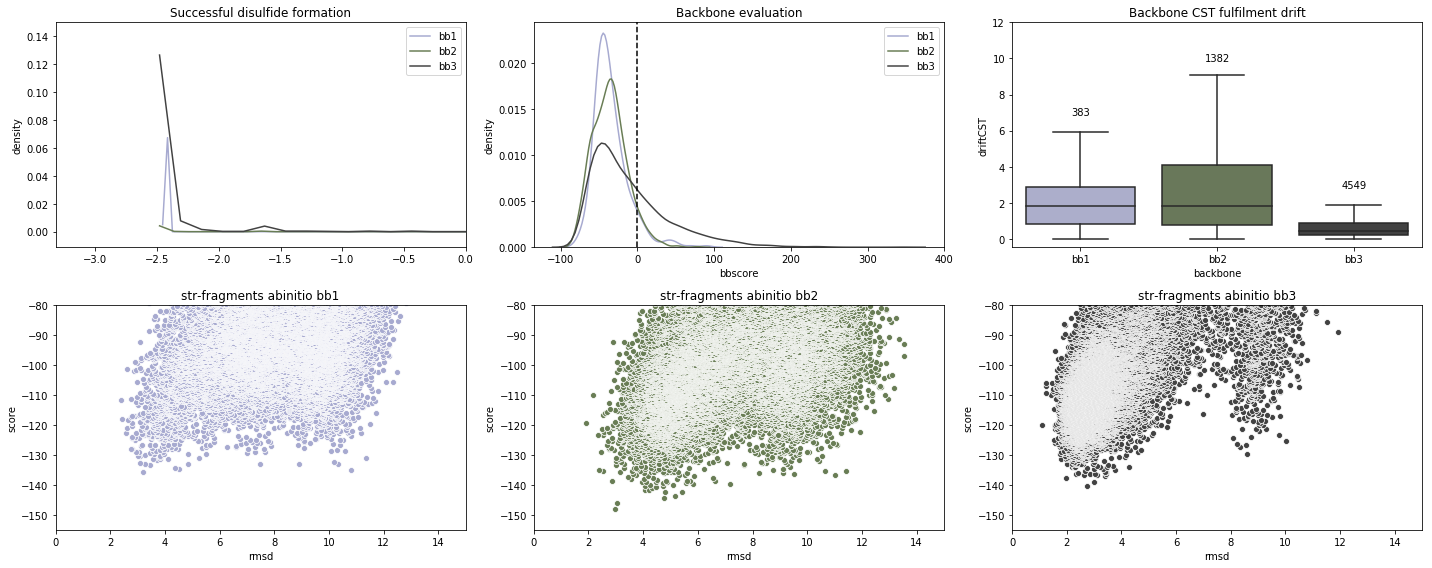 Successful disulfide formation
density
0.14
0.12
0.10
0.08
0.06
0.04
0.02
0.00
−3.0 −2.5 −2.0 −1.5 −1.0 −0.5 0.0
bb1
bb2
bb3
Backbone evaluation
density
0.020
0.015
0.010
0.005
0.000
−100 0 100 200 300 400
bbscore
bb1
bb2
bb3
Backbone CST fulfilment drift
driftCST
12
10
8
6
4
2
0
383
1382
4549
bb1 bb2 bb3
backbone
str-fragments abinitio bb1
score
−80
−90
−100
−110
−120
−130
−140
−150
0 2 4 6 8 10 12 14
rmsd
str-fragments abinitio bb2
score
−80
−90
−100
−110
−120
−130
−140
−150
0 2 4 6 8 10 12 14
rmsd
str-fragments abinitio bb3
score
−80
−90
−100
−110
−120
−130
−140
−150
0 2 4 6 8 10 12 14
rmsd